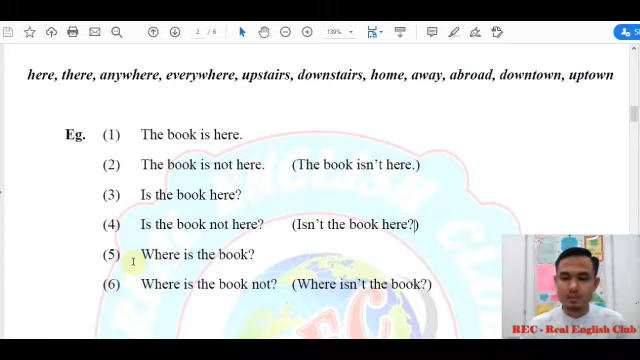 2 / 6 139%
here, there, anywhere, everywhere, upstairs, downstairs, home, away, abroad, downtown, uptown
Eg. (1) The book is here.
(2) The book is not here. (The book isn't here.)
(3) Is the book here?
(4) Is the book not here? (Isn't the book here?)
(5) Where is the book?
(6) Where is the book not? (Where isn't the book?)
REC - Real English Club